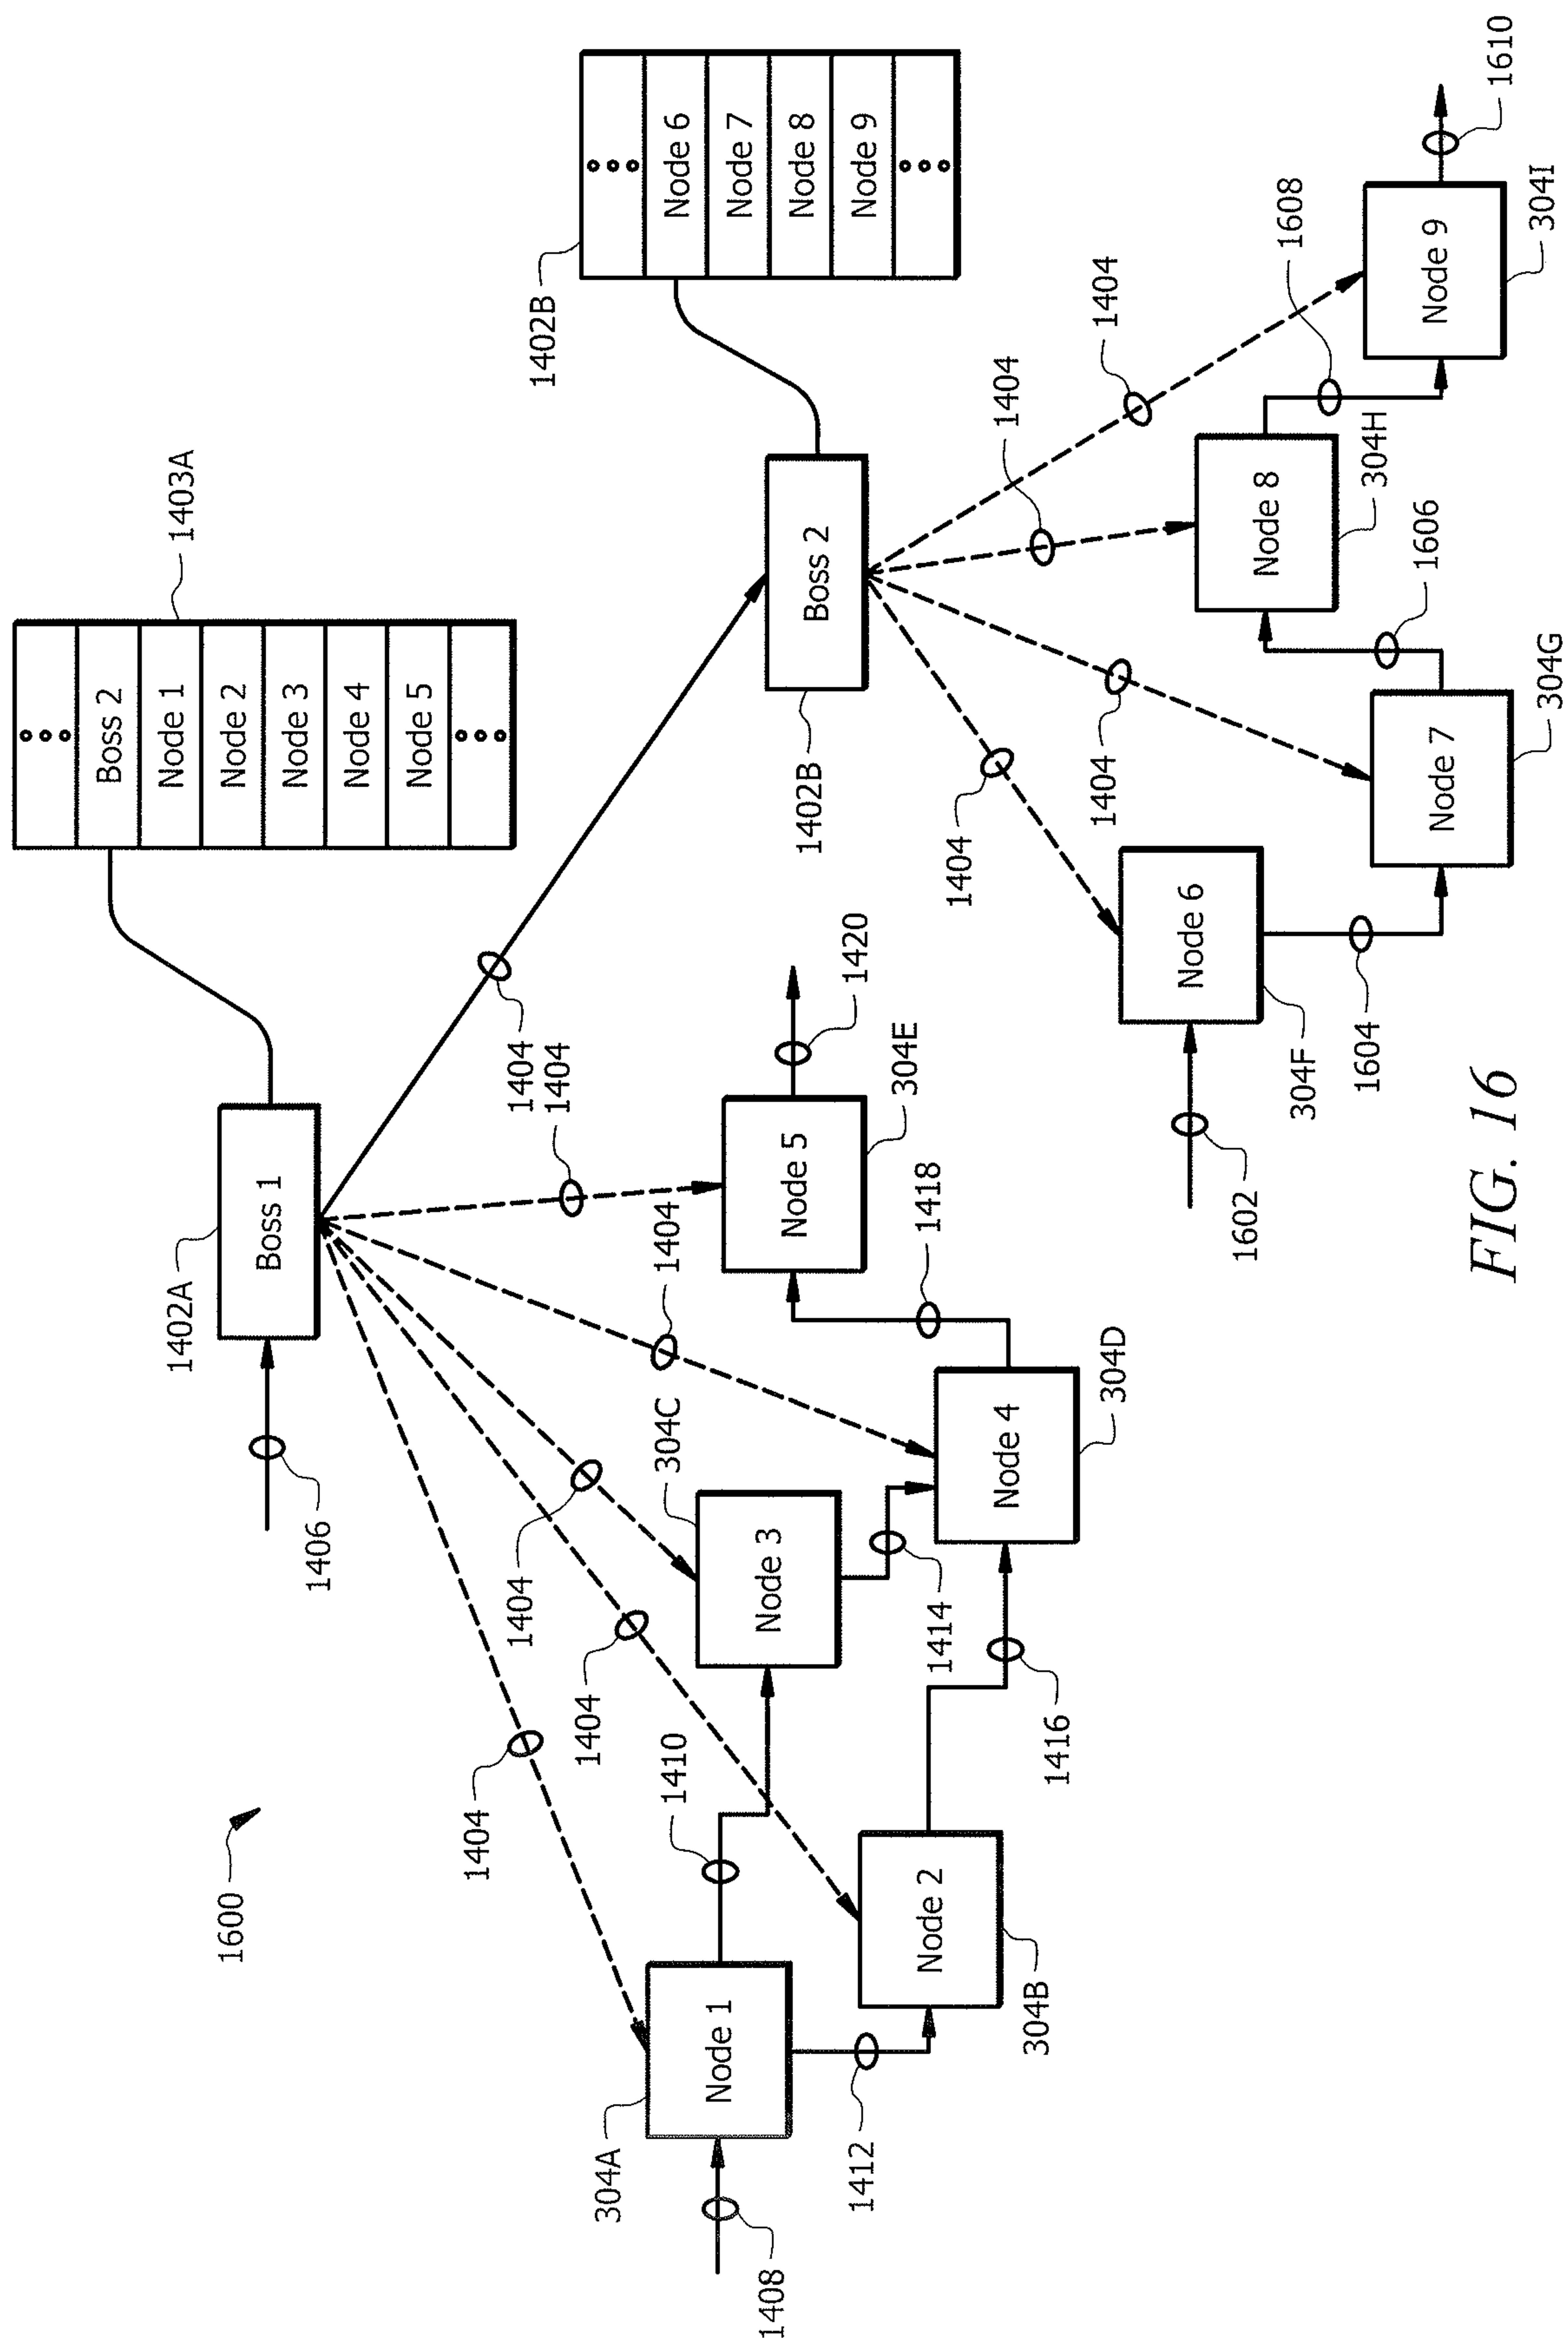 1600
1406
1402A
Boss 1
1403A
Boss 2
Node 1
Node 2
Node 3
Node 4
Node 5
1404
1404
1404
1404
1404
1404
1408
304A
Node 1
1410
1412
Node 2
304B
304C
Node 3
1414
1416
Node 4
304D
1418
Node 5
304E
1420
1402B
Boss 2
1402B
Node 6
Node 7
Node 8
Node 9
1404
1404
1404
1404
1602
Node 6
304F
1604
Node 7
304G
1606
Node 8
304H
1608
Node 9
304I
1610
FIG. 16